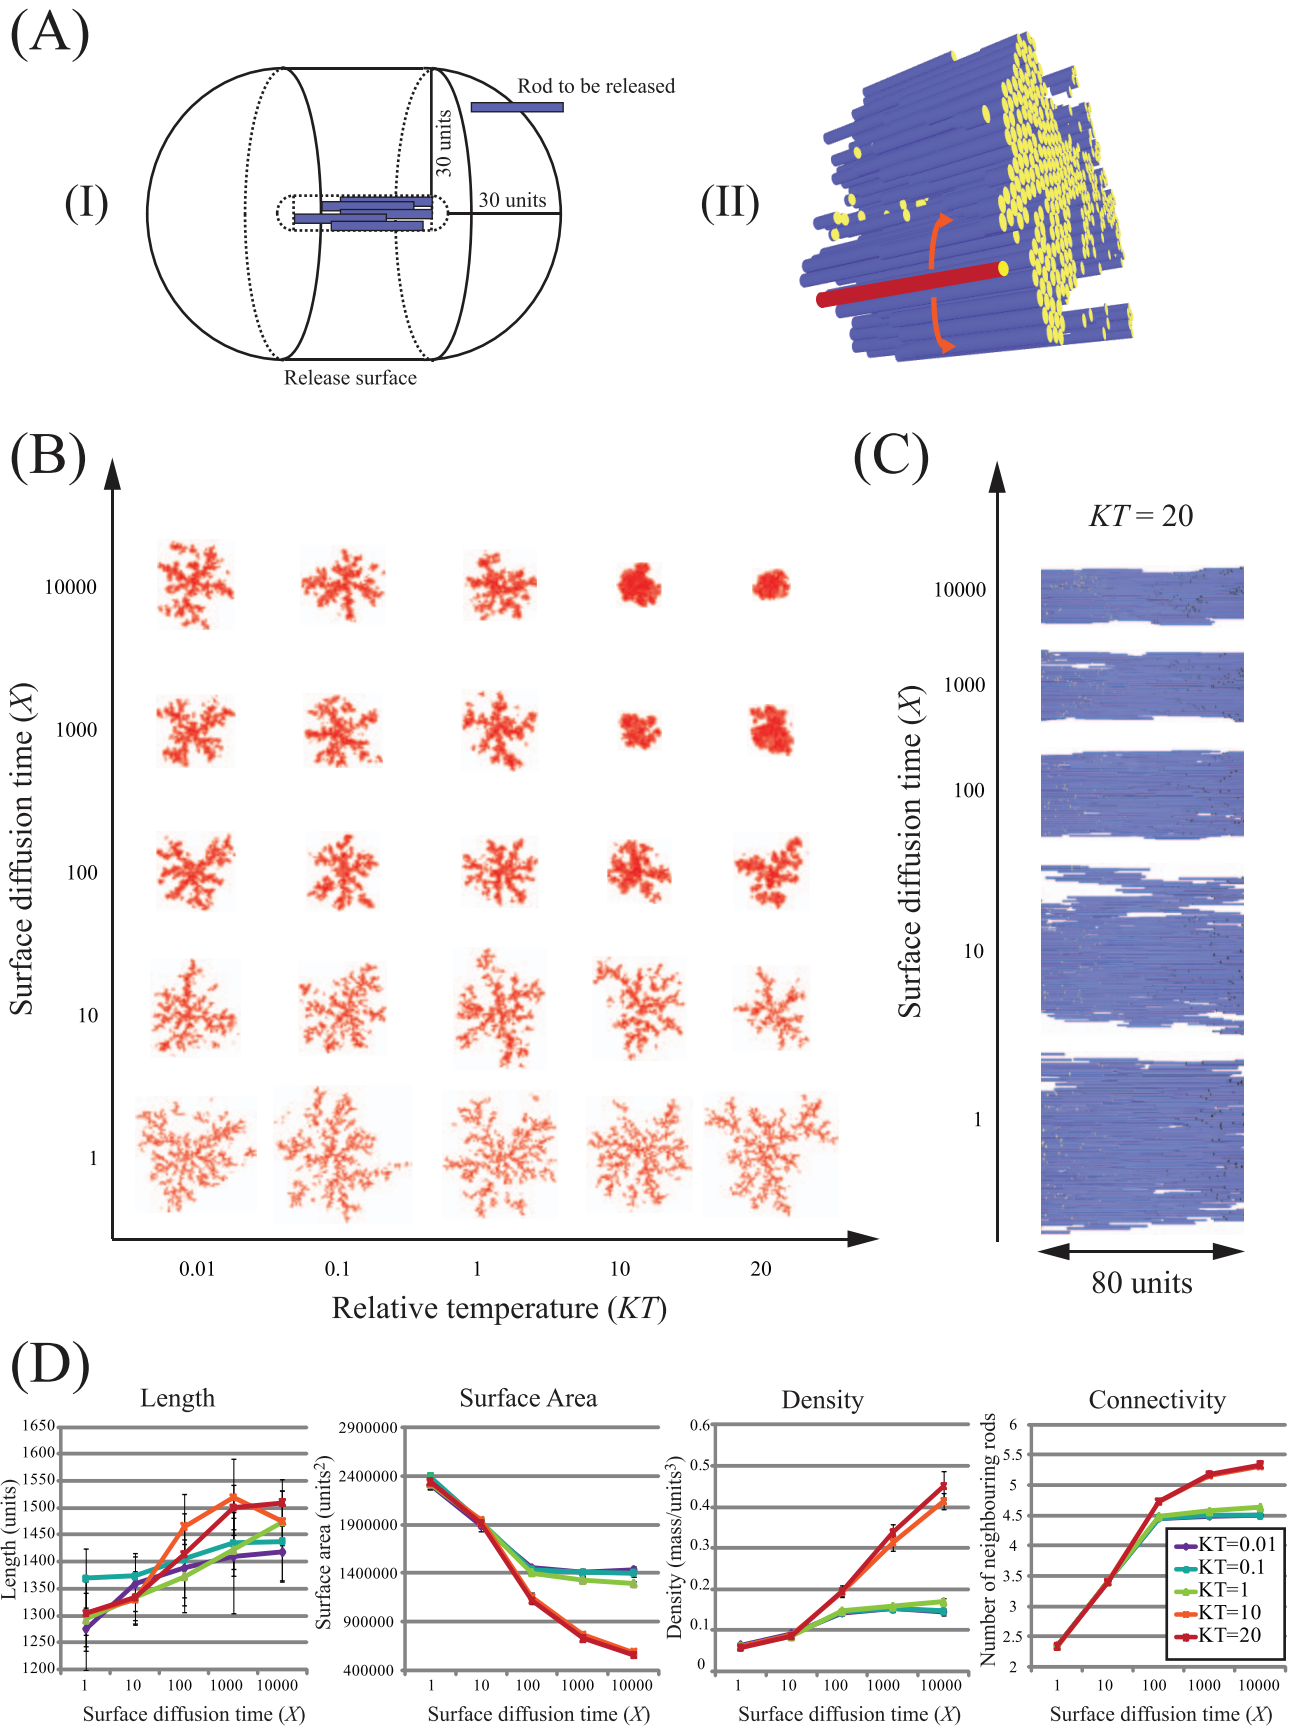 (A)
Rod to be released
30 units
(I)
30 units
(II)
Release surface
(B)
(C)
KT = 20
Surface diffusion time (X)
10000
1000
100
10
1
0.01 0.1 1 10 20
Relative temperature (KT)
Surface diffusion time (X)
10000
1000
100
10
1
80 units
(D)
Length
Length (units)
1650
1600
1550
1500
1450
1400
1350
1300
1250
1200
1 10 100 1000 10000
Surface diffusion time (X)
Surface Area
Surface area (units²)
2900000
2400000
1900000
1400000
900000
400000
1 10 100 1000 10000
Surface diffusion time (X)
Density
Density (mass/units³)
0.6
0.5
0.4
0.3
0.2
0.1
0
1 10 100 1000 10000
Surface diffusion time (X)
Connectivity
Number of neighbouring rods
6
5.5
5
4.5
4
3.5
3
2.5
2
1 10 100 1000 10000
Surface diffusion time (X)
KT=0.01
KT=0.1
KT=1
KT=10
KT=20